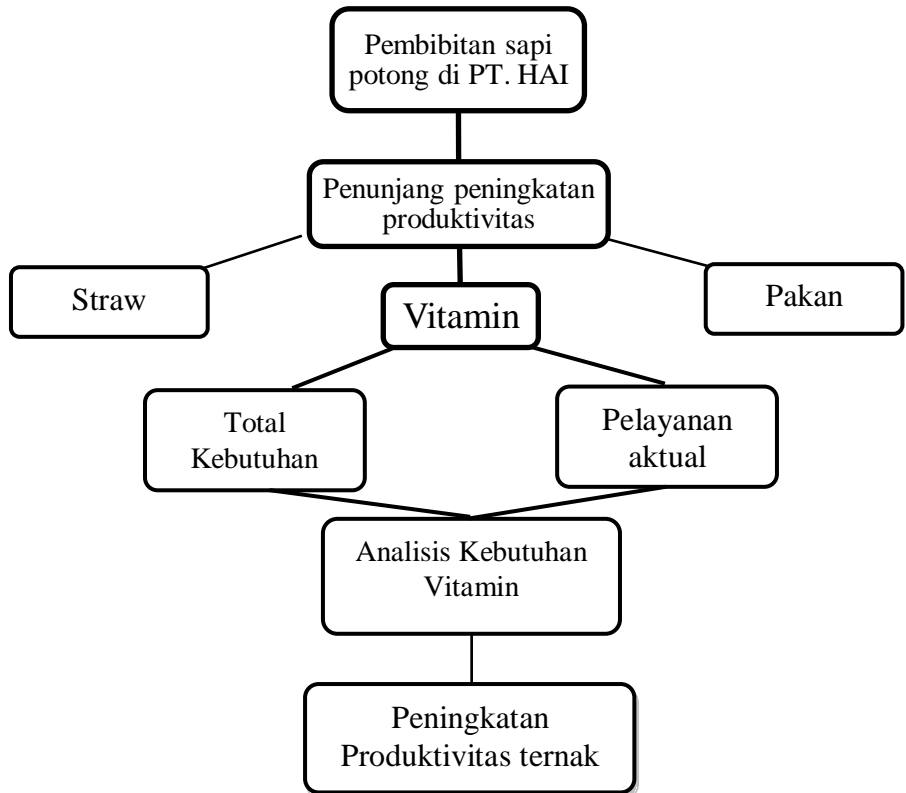 Pembibitan sapi
potong di PT. HAI
Penunjang peningkatan
produktivitas
Straw
Vitamin
Pakan
Total
Kebutuhan
Pelayanan
aktual
Analisis Kebutuhan
Vitamin
Peningkatan
Produktivitas ternak